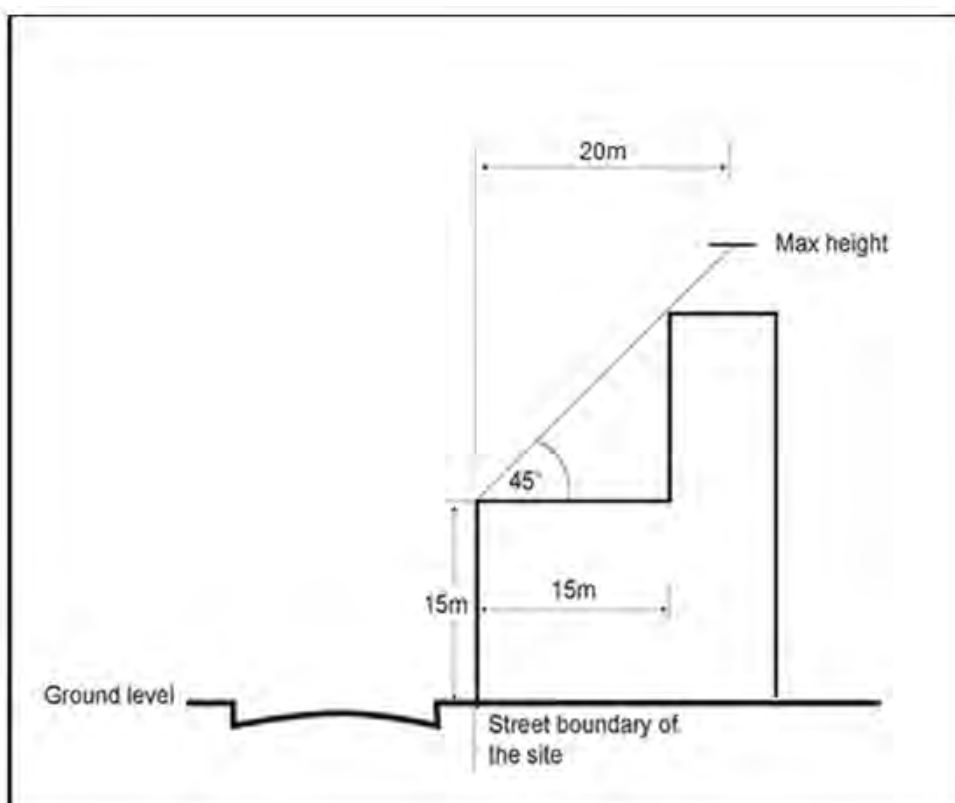 20m
Max height
45°
15m
15m
Ground level
Street boundary of
the site